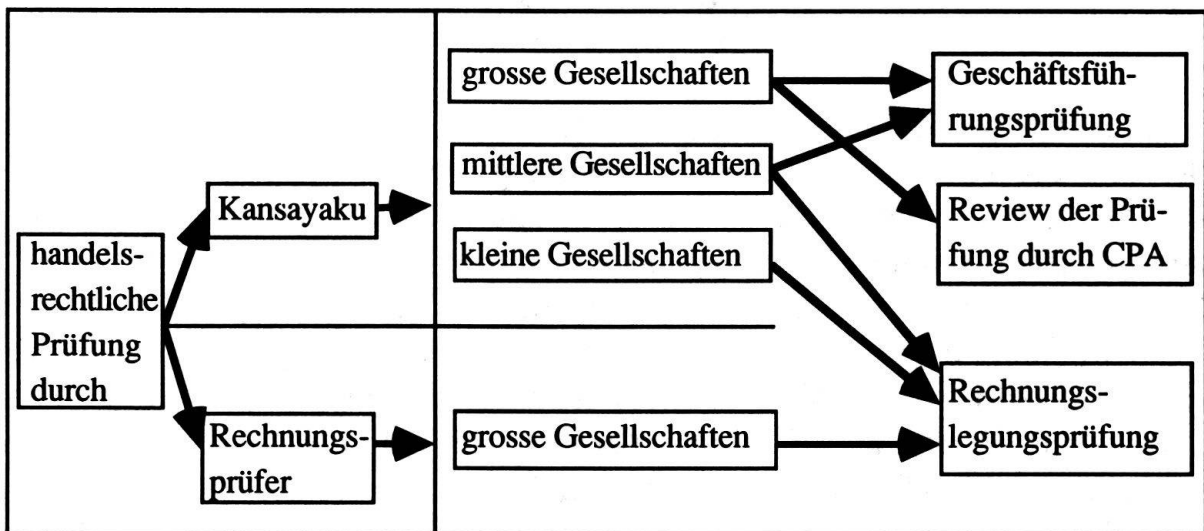 handels-
rechtliche
Prüfung
durch
Kansayaku
Rechnungs-
prüfer
grosse Gesellschaften
mittlere Gesellschaften
kleine Gesellschaften
grosse Gesellschaften
Geschäftsfüh-
rungsprüfung
Review der Prü-
fung durch CPA
Rechnungs-
legungsprüfung